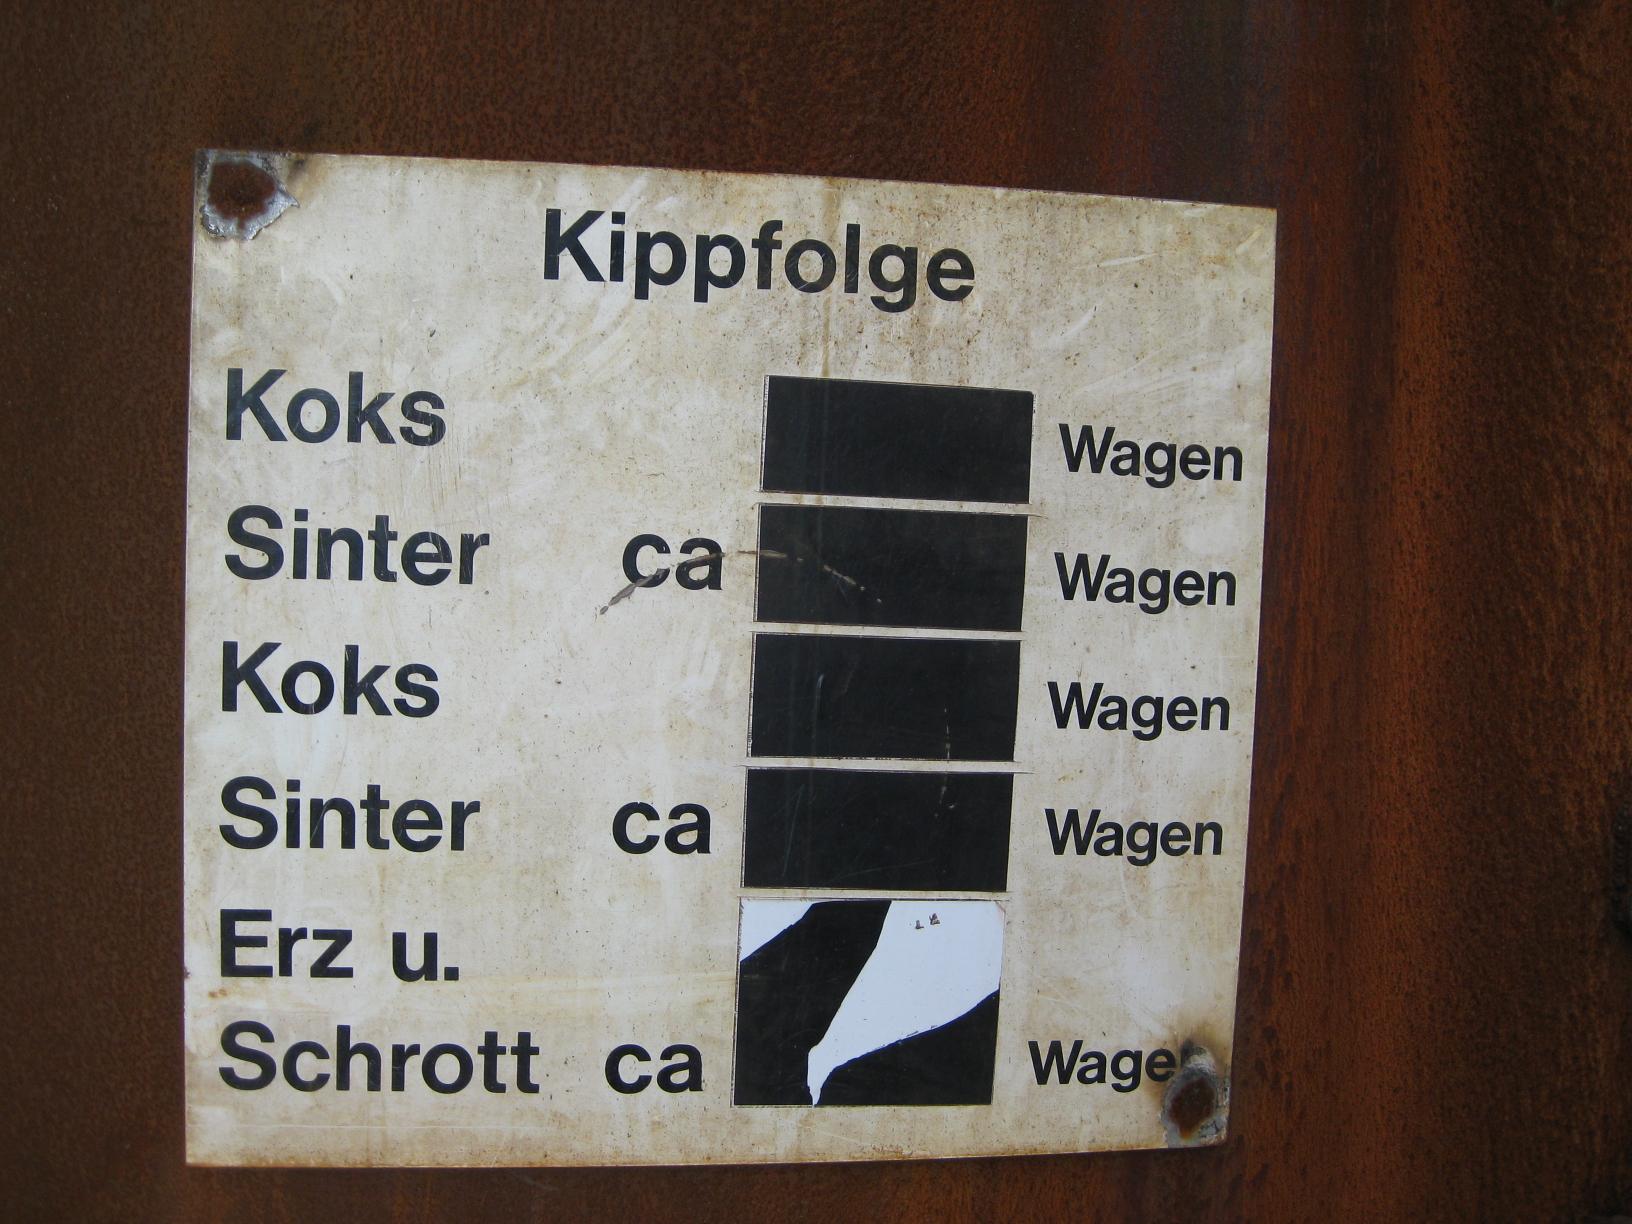 Kippfolge
Koks Wagen
Sinter ca Wagen
Koks Wagen
Sinter ca Wagen
Erz u.
Schrott ca Wagen